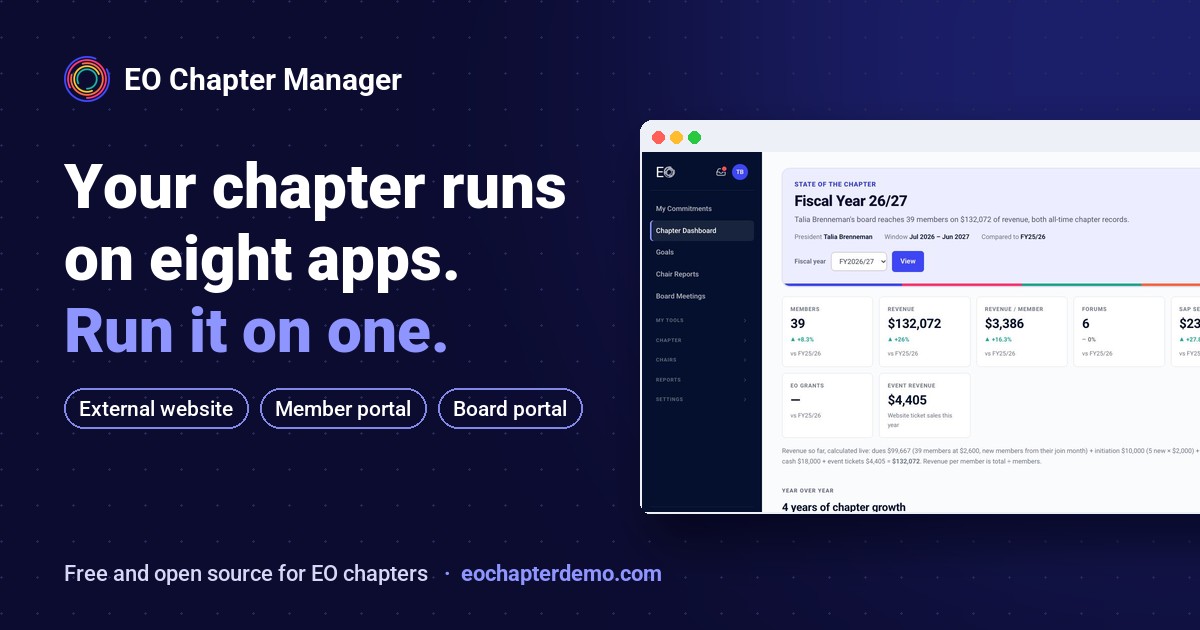 EO Chapter Manager
Your chapter runs
on eight apps.
Run it on one.
External website
Member portal
Board portal
Free and open source for EO chapters · eochapterdemo.com
EO
TB
My Commitments
Chapter Dashboard
Goals
Chair Reports
Board Meetings
MY TOOLS
CHAPTER
CHAIRS
REPORTS
SETTINGS
STATE OF THE CHAPTER
Fiscal Year 26/27
Talia Brenneman's board reaches 39 members on $132,072 of revenue, both all-time chapter records.
President Talia Brenneman Window Jul 2026 – Jun 2027 Compared to FY25/26
Fiscal year FY2026/27 View
MEMBERS
39
▲ +8.3%
vs FY25/26
REVENUE
$132,072
▲ +26%
vs FY25/26
REVENUE / MEMBER
$3,386
▲ +16.3%
vs FY25/26
FORUMS
6
– 0%
vs FY25/26
SAP SE
$23
▲ +27.
vs FY25/26
EO GRANTS
—
vs FY25/26
EVENT REVENUE
$4,405
Website ticket sales this
year
Revenue so far, calculated live: dues $99,667 (39 members at $2,600, new members from their join month) + initiation $10,000 (5 new × $2,000) +
cash $18,000 + event tickets $4,405 = $132,072. Revenue per member is total ÷ members.
YEAR OVER YEAR
4 years of chapter growth